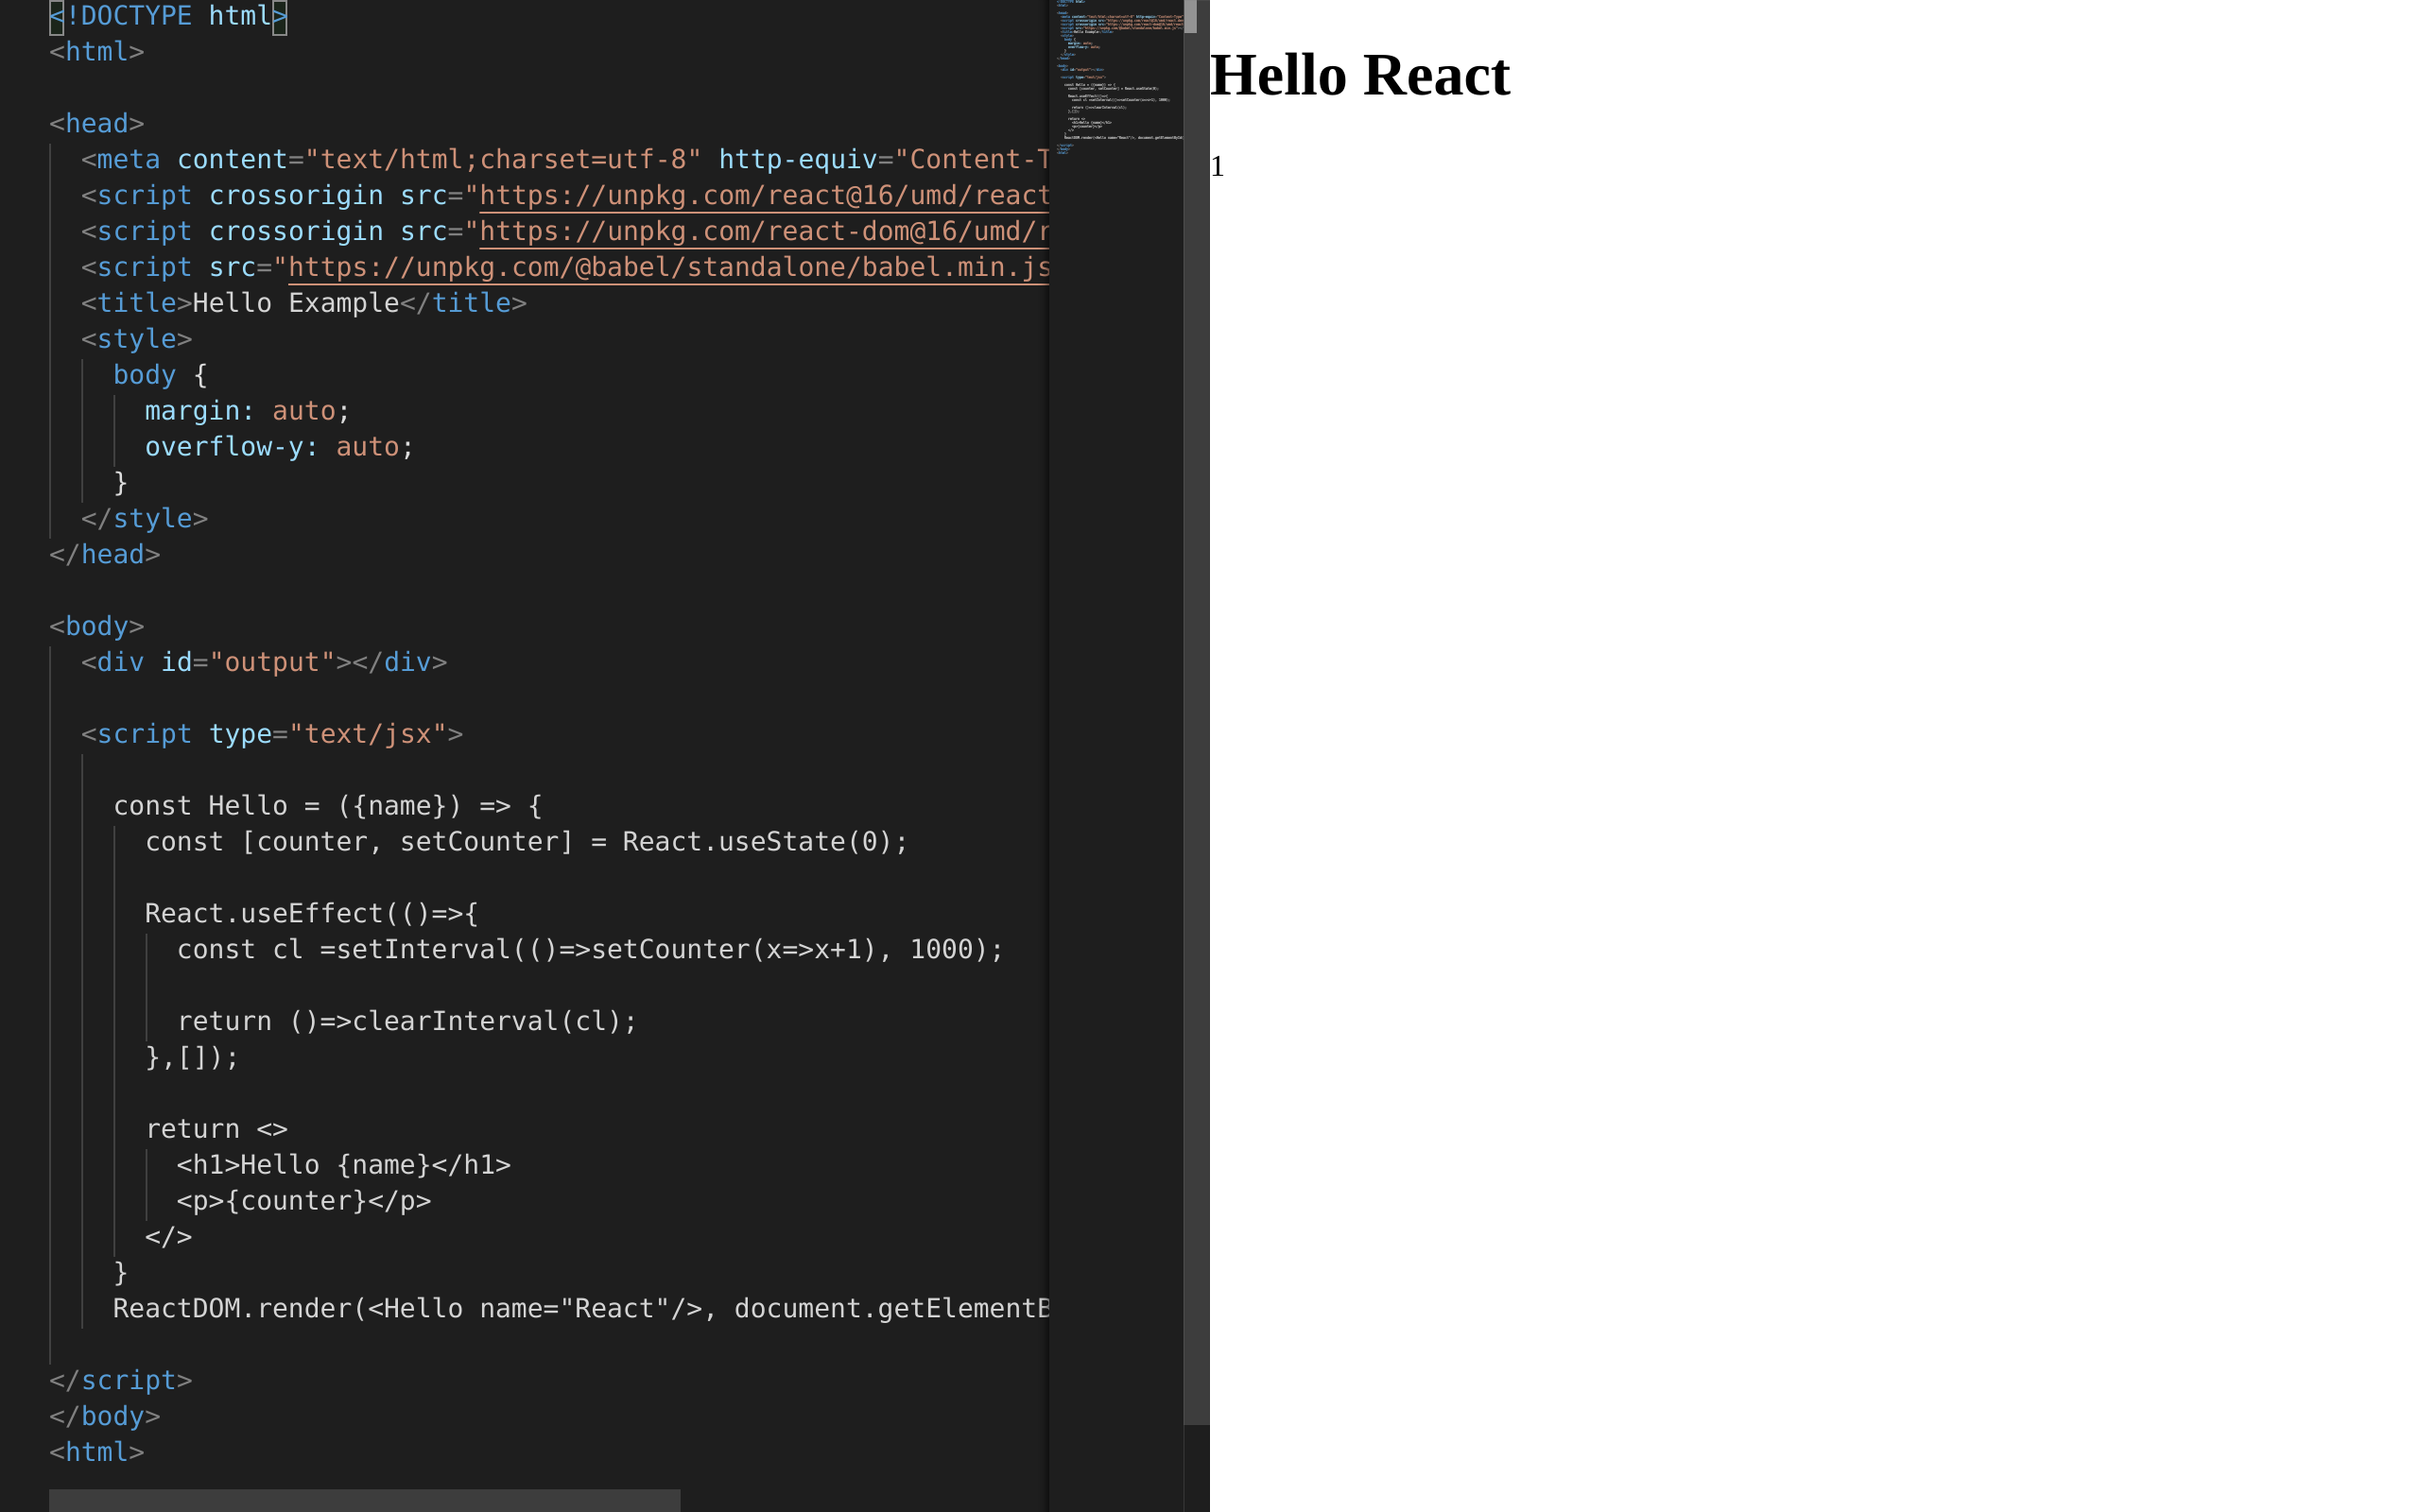 <!DOCTYPE html>
<html>
<head>
<meta content="text/html;charset=utf-8" http-equiv="Content-T
<script crossorigin src="https://unpkg.com/react@16/umd/react
<script crossorigin src="https://unpkg.com/react-dom@16/umd/r
<script src="https://unpkg.com/@babel/standalone/babel.min.js
<title>Hello Example</title>
<style>
body {
margin: auto;
overflow-y: auto;
}
</style>
</head>
<body>
<div id="output"></div>
<script type="text/jsx">
const Hello = ({name}) => {
const [counter, setCounter] = React.useState(0);
React.useEffect(()=>{
const cl =setInterval(()=>setCounter(x=>x+1), 1000);
return ()=>clearInterval(cl);
},[]);
return <>
<h1>Hello {name}</h1>
<p>{counter}</p>
</>
}
ReactDOM.render(<Hello name="React"/>, document.getElementB
</script>
</body>
<html>
Hello React
1